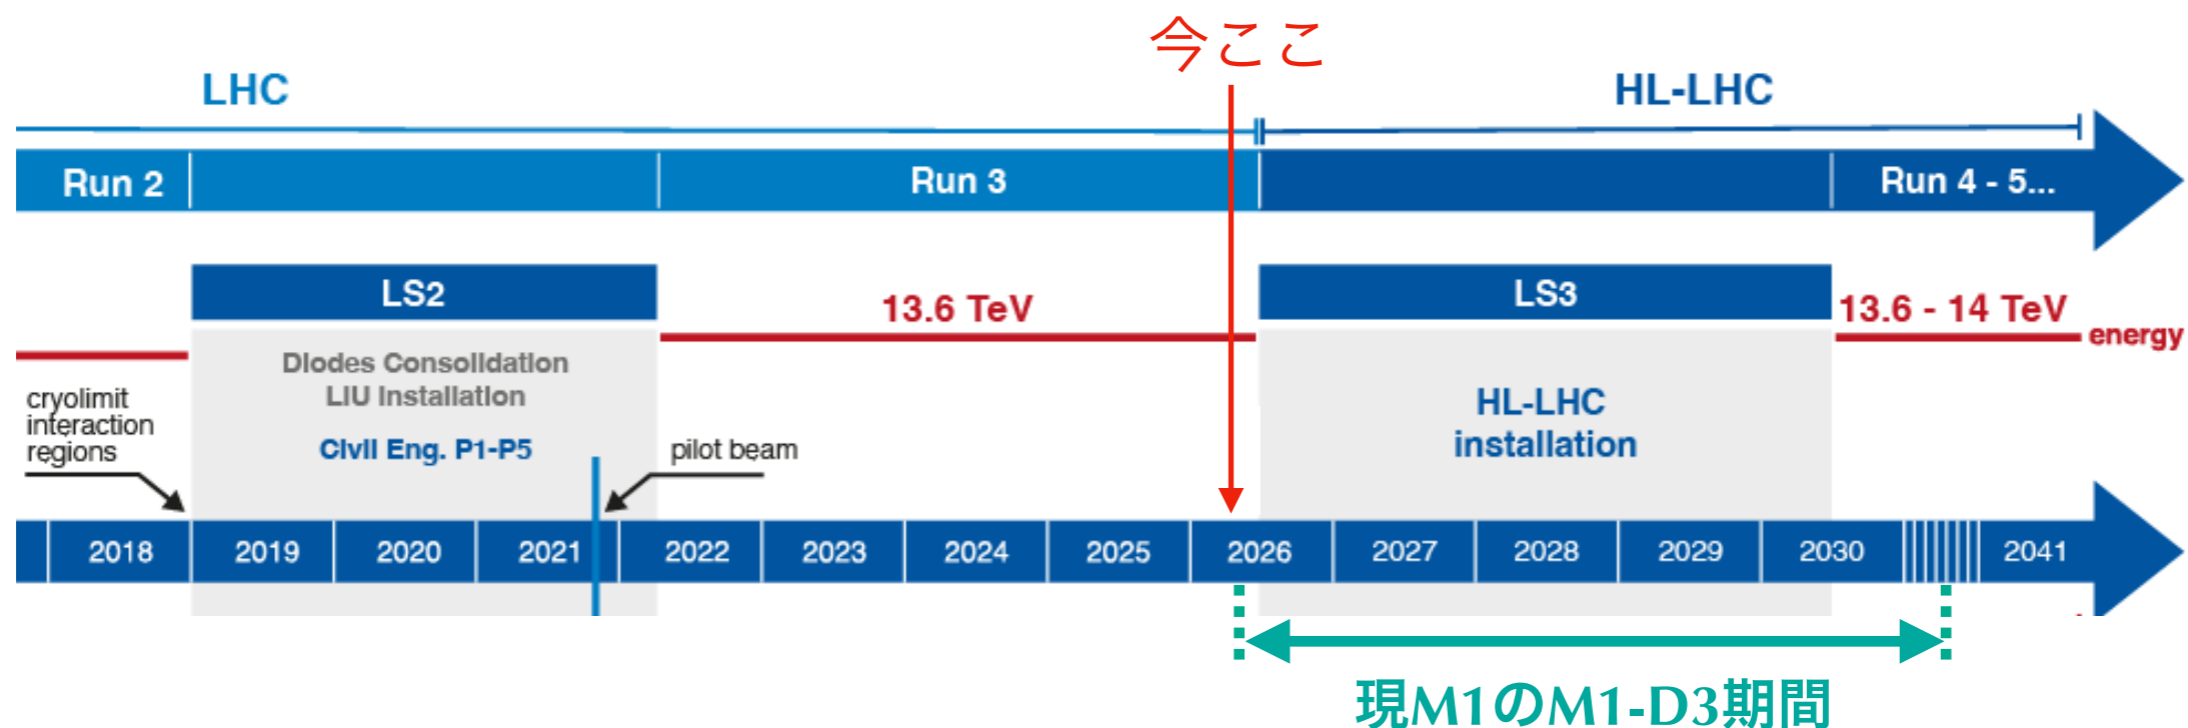 今ここ
LHC
HL-LHC
Run 2
Run 3
Run 4 - 5...
LS2
LS3
13.6 TeV
13.6 - 14 TeV
energy
Diodes Consolidation
LIU Installation
Civil Eng. P1-P5
cryolimit
interaction
regions
pilot beam
HL-LHC
installation
2018
2019
2020
2021
2022
2023
2024
2025
2026
2027
2028
2029
2030
2041
現M1のM1-D3期間